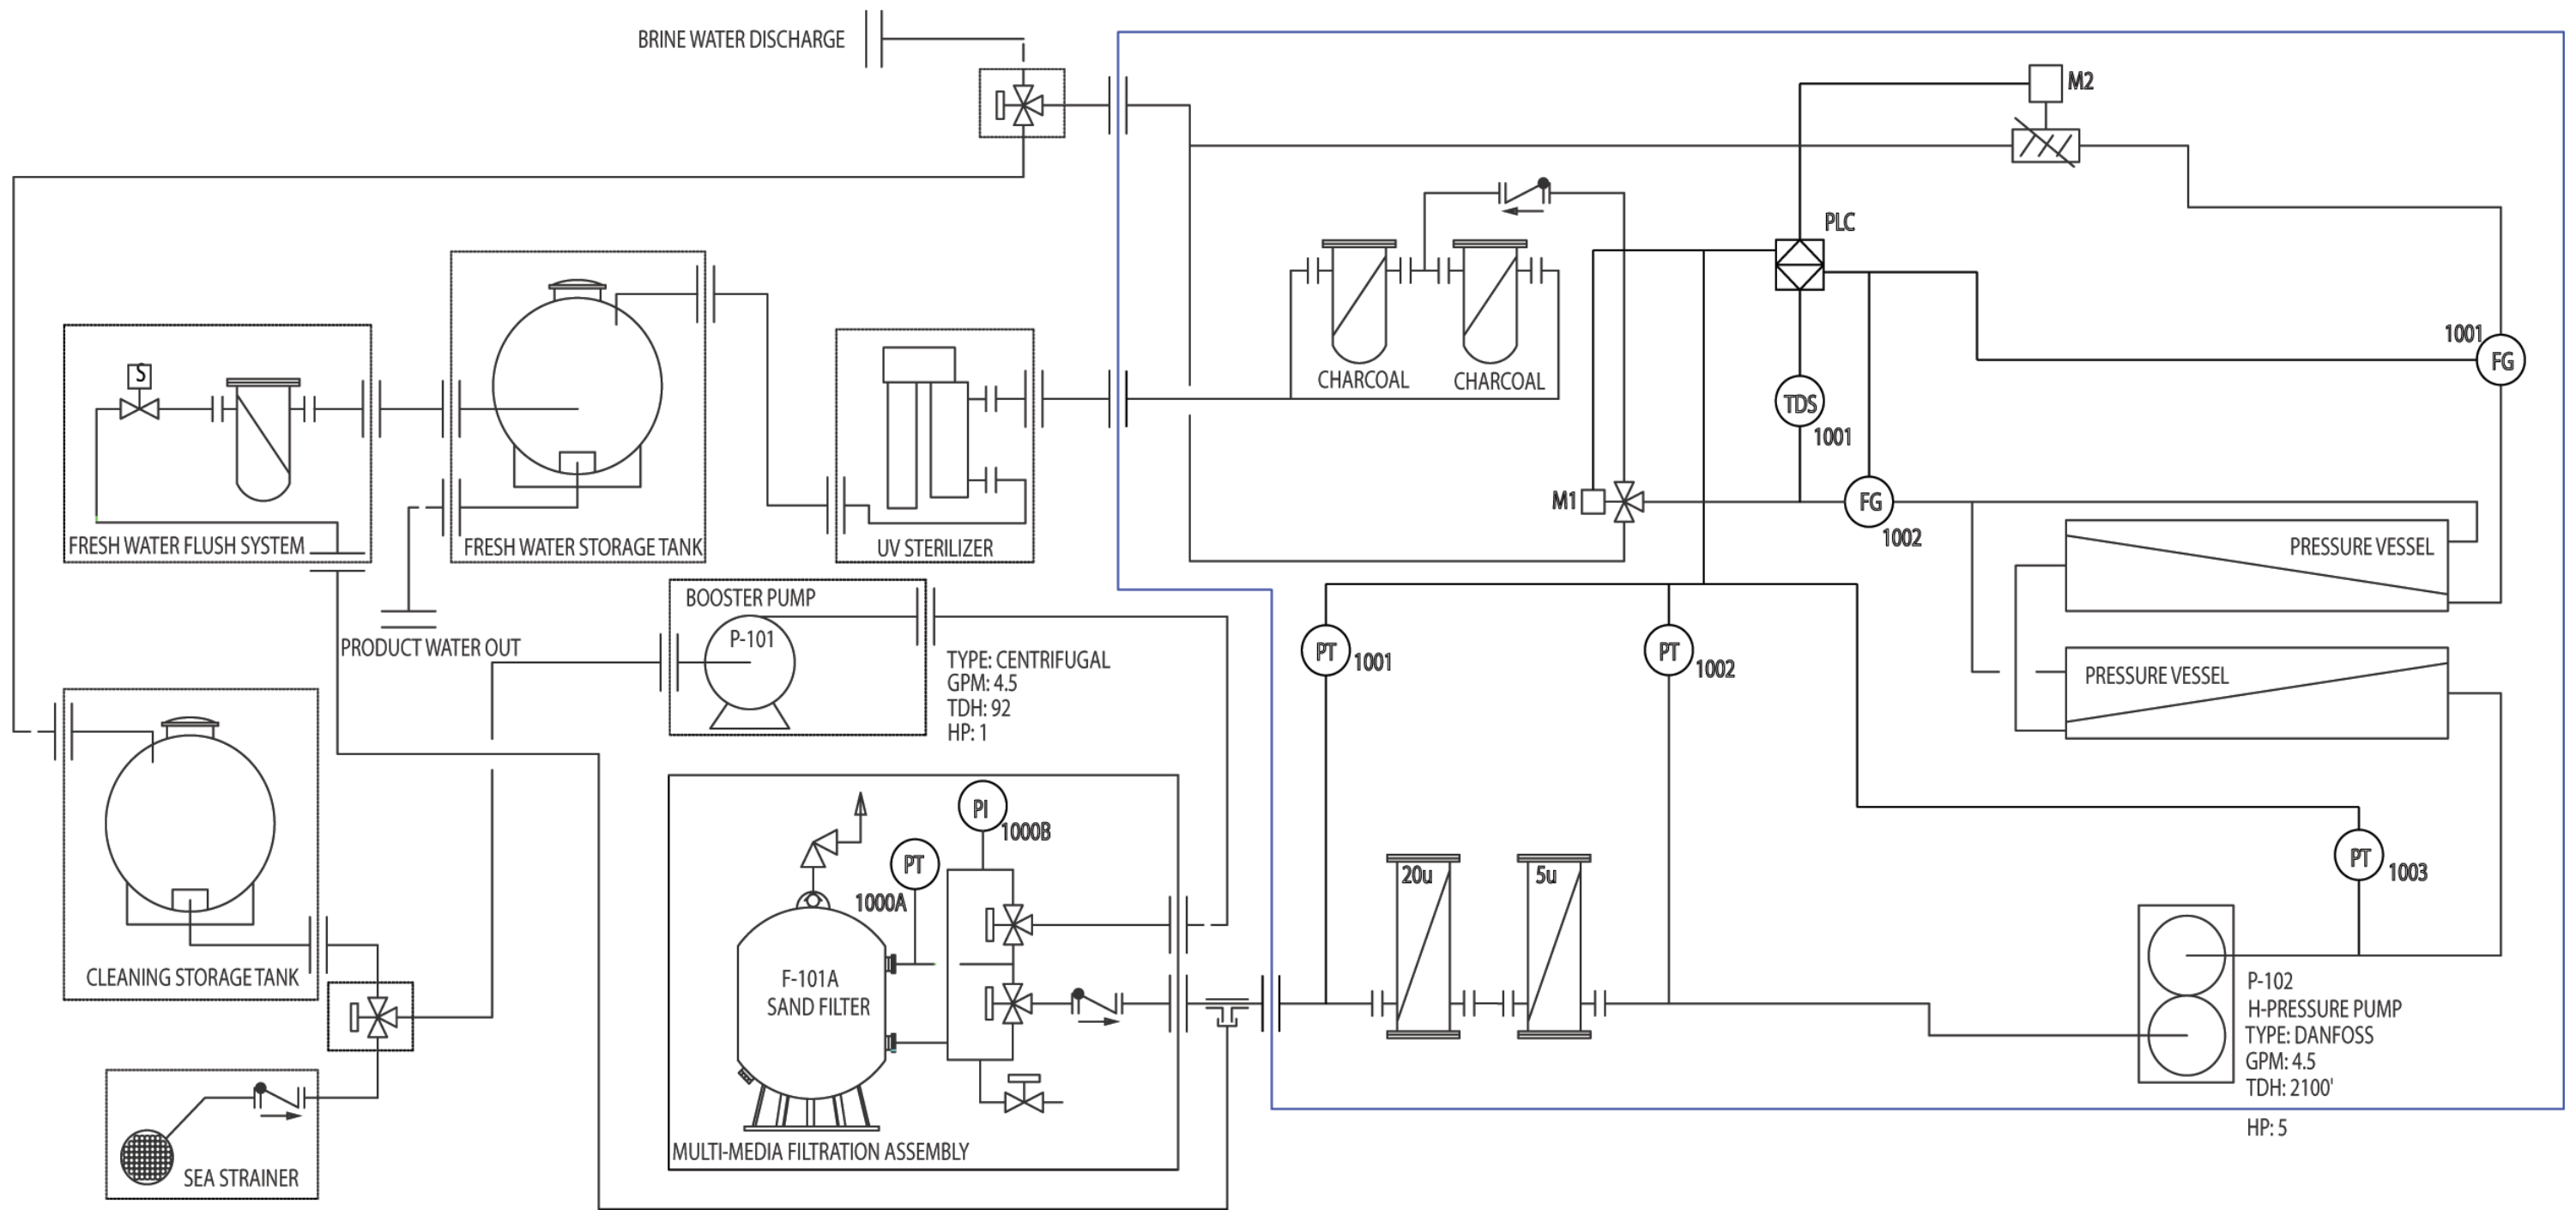 BRINE WATER DISCHARGE
M2
PLC
1001
FG
CHARCOAL
CHARCOAL
TDS
1001
S
M1
FG
1002
FRESH WATER FLUSH SYSTEM
FRESH WATER STORAGE TANK
UV STERILIZER
PRESSURE VESSEL
BOOSTER PUMP
P-101
PRODUCT WATER OUT
TYPE: CENTRIFUGAL
GPM: 4.5
TDH: 92
HP: 1
PT
1001
PT
1002
PRESSURE VESSEL
PI
1000B
PT
1000A
20u
5u
PT
1003
CLEANING STORAGE TANK
F-101A
SAND FILTER
P-102
H-PRESSURE PUMP
TYPE: DANFOSS
GPM: 4.5
TDH: 2100'
HP: 5
MULTI-MEDIA FILTRATION ASSEMBLY
SEA STRAINER